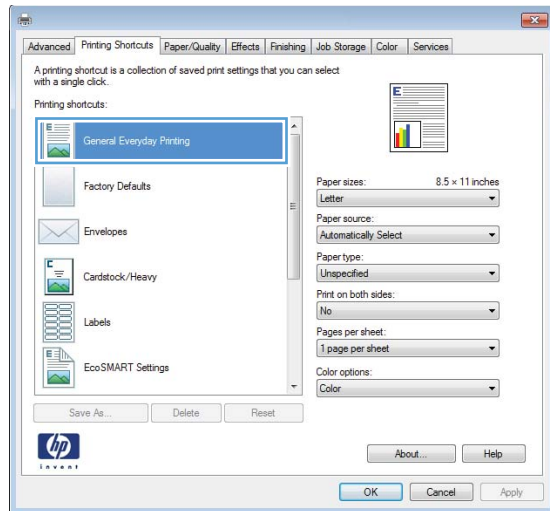 Advanced Printing Shortcuts Paper/Quality Effects Finishing Job Storage Color Services
A printing shortcut is a collection of saved print settings that you can select
with a single click.
Printing shortcuts:
General Everyday Printing
Factory Defaults
Envelopes
Cardstock/Heavy
Labels
EcoSMART Settings
Save As... Delete Reset
E
Paper sizes: 8.5 × 11 inches
Letter
Paper source:
Automatically Select
Paper type:
Unspecified
Print on both sides:
No
Pages per sheet:
1 page per sheet
Color options:
Color
hp
invent
About... Help
OK Cancel Apply